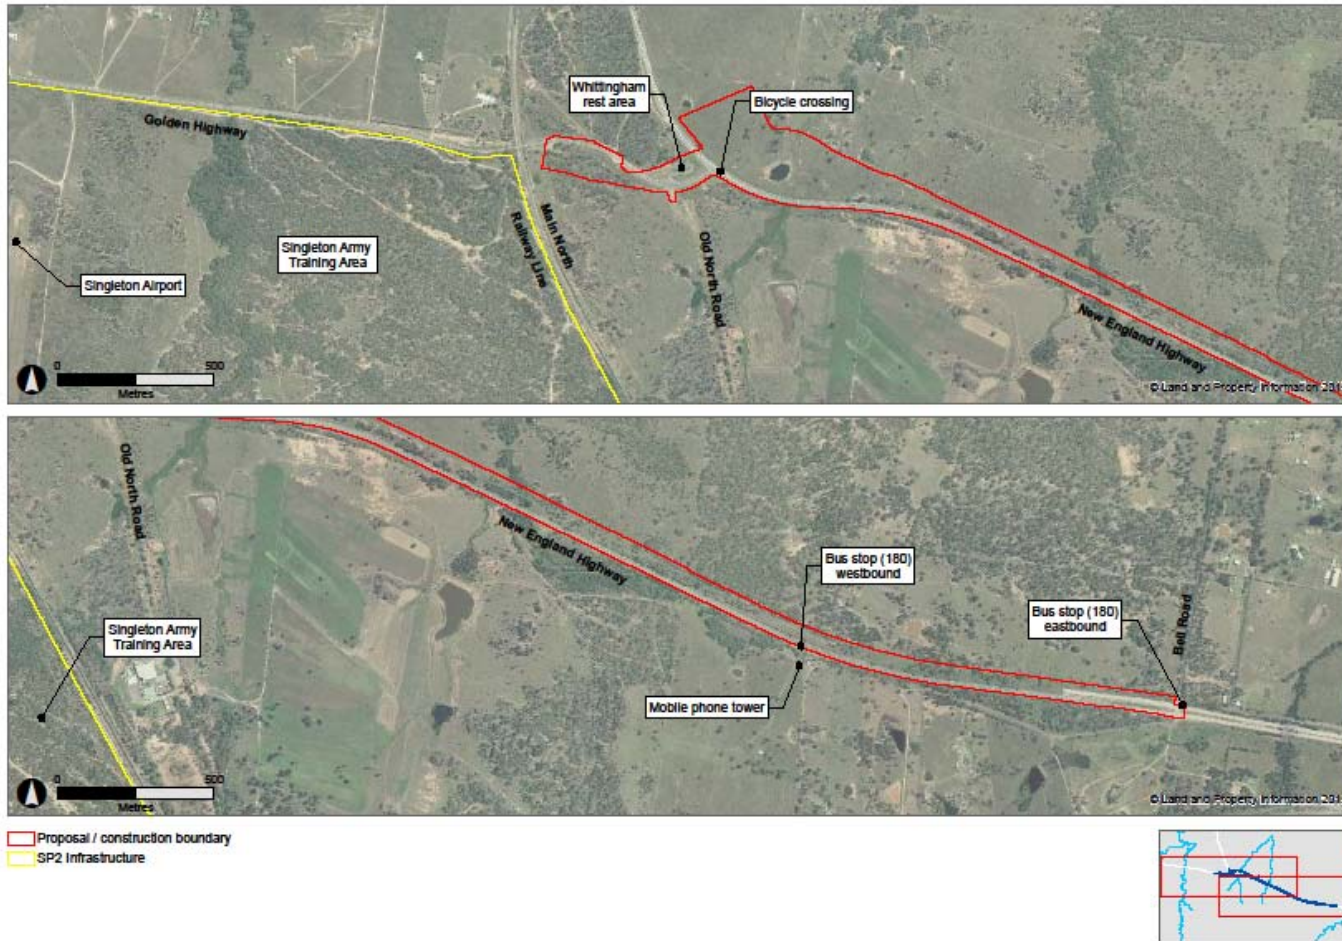 Whittingham
rest area
Bicycle crossing
Golden Highway
Main North
Railway Line
Singleton Army
Training Area
Old North Road
Singleton Airport
New England Highway
0 500
Metres
© Land and Property Information 201
Old North Road
New England Highway
Bus stop (180)
westbound
Bus stop (180)
eastbound
Bell Road
Singleton Army
Training Area
Mobile phone tower
0 500
Metres
© Land and Property Information 201
Proposal / construction boundary
SP2 Infrastructure